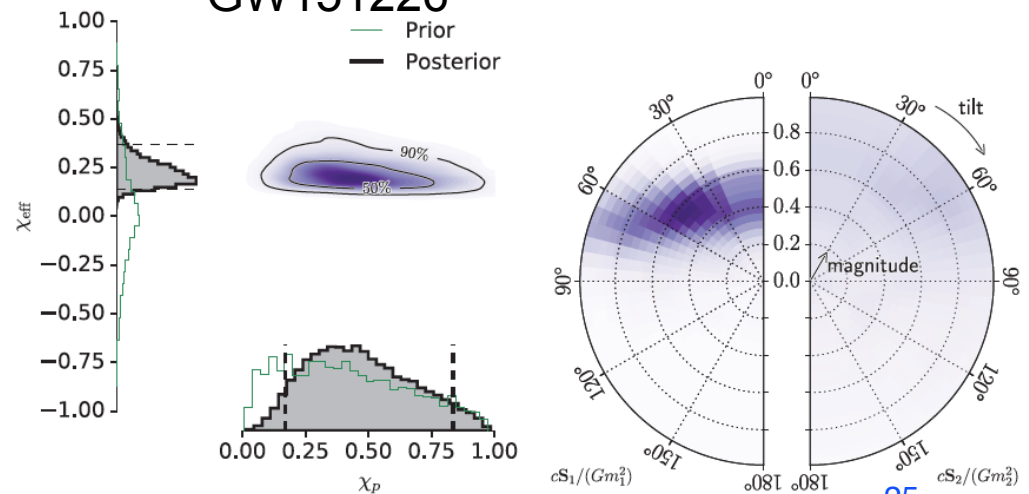 GW151226
Prior
Posterior
1.00
0.75
0.50
0.25
0.00
−0.25
−0.50
−0.75
−1.00
χeff
90%
50%
0.00 0.25 0.50 0.75 1.00
χp
0° 0°
30° 30°
tilt
60° 60°
90° 90°
120° 120°
150° 150°
180° 180°
0.8
0.6
0.4
0.2
0.0
magnitude
cS1/(Gm1²) cS2/(Gm2²)